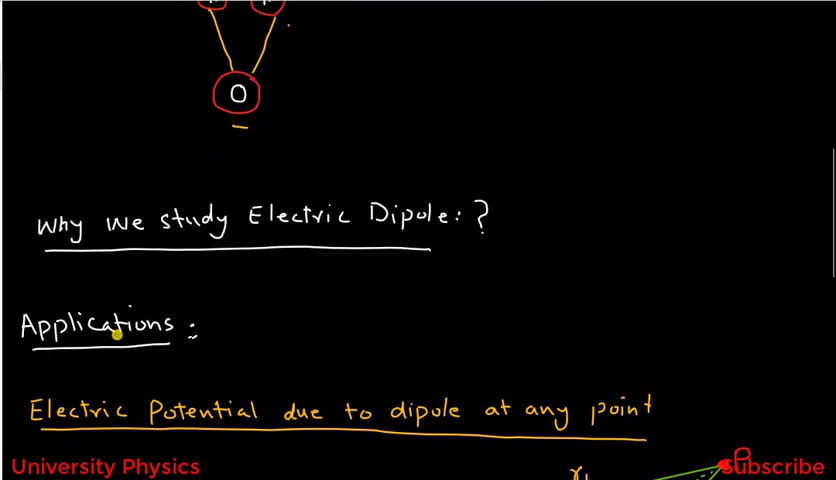 O
Why we study Electric Dipole: ?
Applications :
Electric Potential due to dipole at any point
University Physics
P
Subscribe